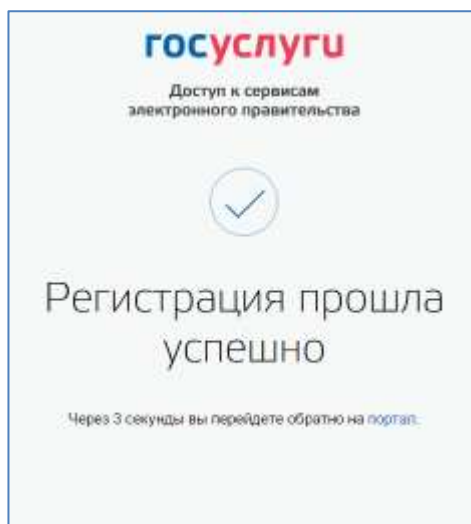 госуслуги
Доступ к сервисам
электронного правительства
Регистрация прошла
успешно
Через 3 секунды вы перейдете обратно на портал.